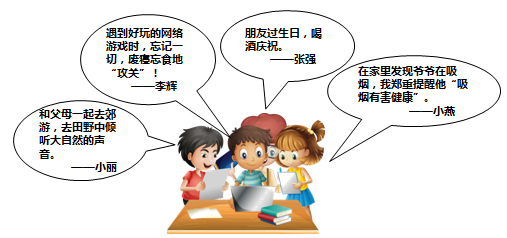 和父母一起去郊
游，去田野中倾
听大自然的声
音。
——小丽
遇到好玩的网络
游戏时，忘记一
切，废寝忘食地
“攻关”！
——李辉
朋友过生日，喝
酒庆祝。
——张强
在家里发现爷爷在吸
烟，我郑重提醒他“吸
烟有害健康”。
——小燕